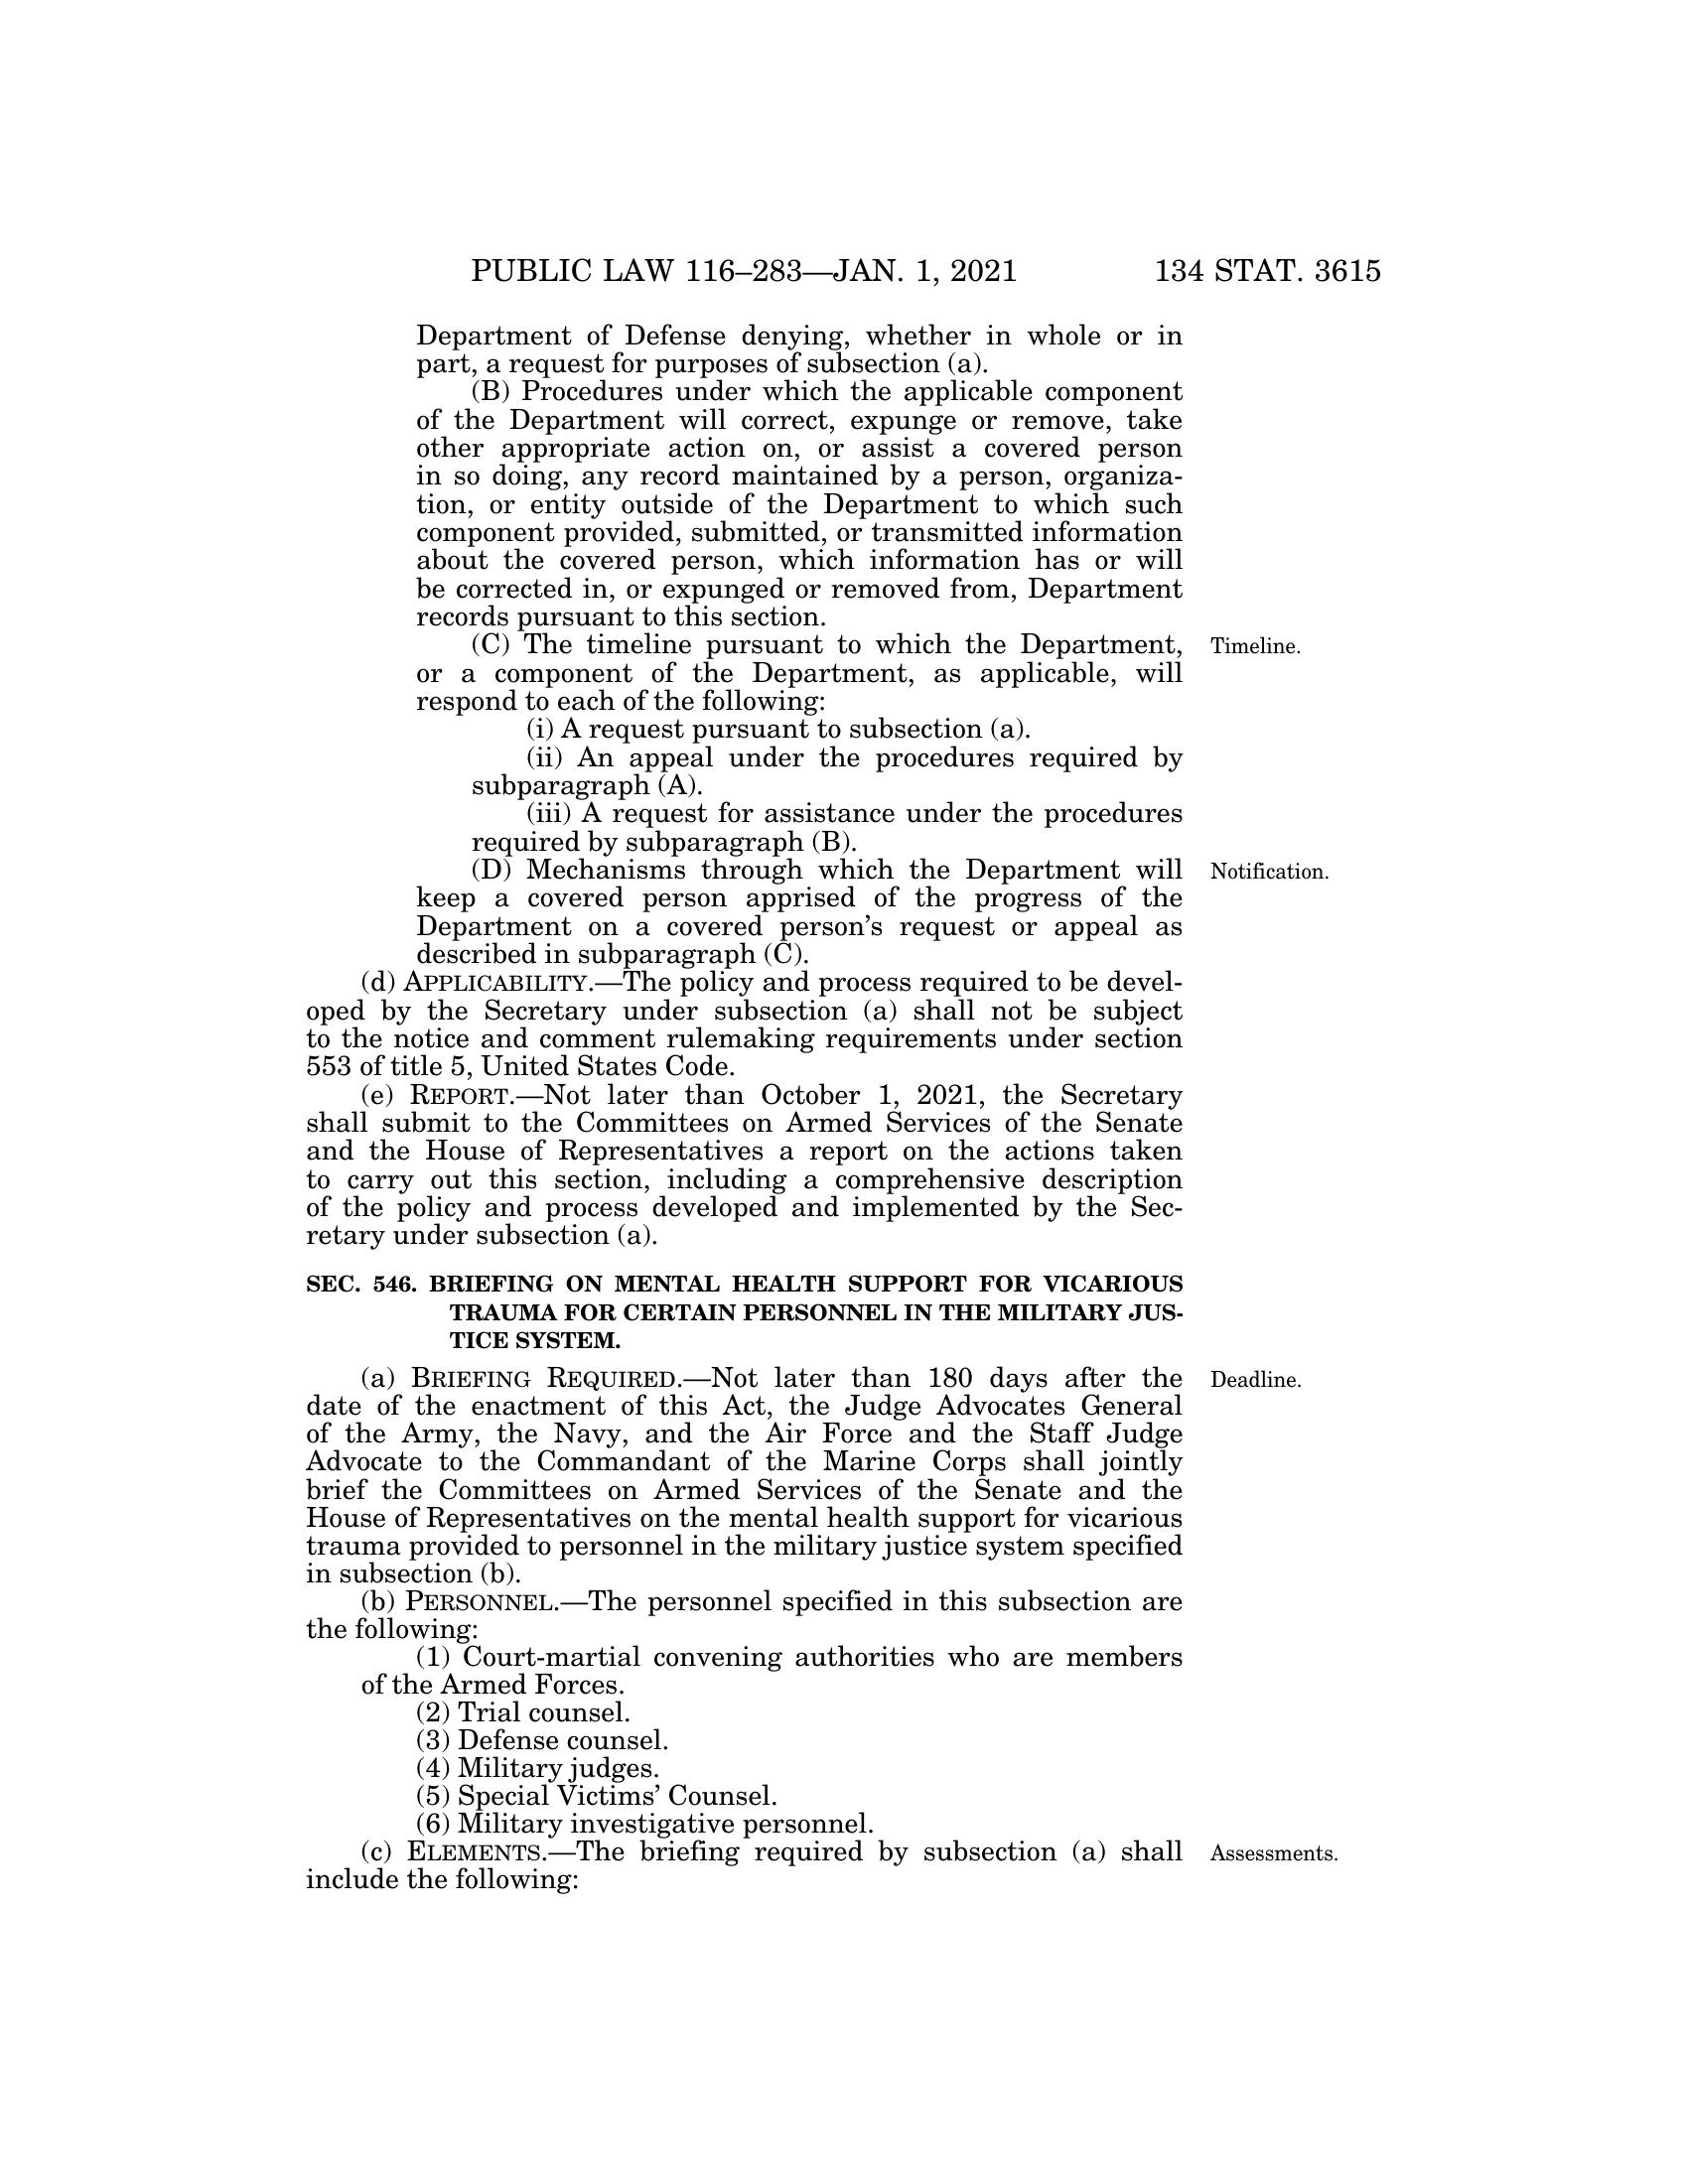 PUBLIC LAW 116–283—JAN. 1, 2021 134 STAT. 3615
Department of Defense denying, whether in whole or in
part, a request for purposes of subsection (a).
(B) Procedures under which the applicable component
of the Department will correct, expunge or remove, take
other appropriate action on, or assist a covered person
in so doing, any record maintained by a person, organiza-
tion, or entity outside of the Department to which such
component provided, submitted, or transmitted information
about the covered person, which information has or will
be corrected in, or expunged or removed from, Department
records pursuant to this section.
(C) The timeline pursuant to which the Department,
or a component of the Department, as applicable, will
respond to each of the following:
(i) A request pursuant to subsection (a).
(ii) An appeal under the procedures required by
subparagraph (A).
(iii) A request for assistance under the procedures
required by subparagraph (B).
(D) Mechanisms through which the Department will
keep a covered person apprised of the progress of the
Department on a covered person's request or appeal as
described in subparagraph (C).
(d) APPLICABILITY.—The policy and process required to be devel-
oped by the Secretary under subsection (a) shall not be subject
to the notice and comment rulemaking requirements under section
553 of title 5, United States Code.
(e) REPORT.—Not later than October 1, 2021, the Secretary
shall submit to the Committees on Armed Services of the Senate
and the House of Representatives a report on the actions taken
to carry out this section, including a comprehensive description
of the policy and process developed and implemented by the Sec-
retary under subsection (a).
SEC. 546. BRIEFING ON MENTAL HEALTH SUPPORT FOR VICARIOUS
TRAUMA FOR CERTAIN PERSONNEL IN THE MILITARY JUS-
TICE SYSTEM.
(a) BRIEFING REQUIRED.—Not later than 180 days after the
date of the enactment of this Act, the Judge Advocates General
of the Army, the Navy, and the Air Force and the Staff Judge
Advocate to the Commandant of the Marine Corps shall jointly
brief the Committees on Armed Services of the Senate and the
House of Representatives on the mental health support for vicarious
trauma provided to personnel in the military justice system specified
in subsection (b).
(b) PERSONNEL.—The personnel specified in this subsection are
the following:
(1) Court-martial convening authorities who are members
of the Armed Forces.
(2) Trial counsel.
(3) Defense counsel.
(4) Military judges.
(5) Special Victims' Counsel.
(6) Military investigative personnel.
(c) ELEMENTS.—The briefing required by subsection (a) shall
include the following:
Timeline.
Notification.
Deadline.
Assessments.